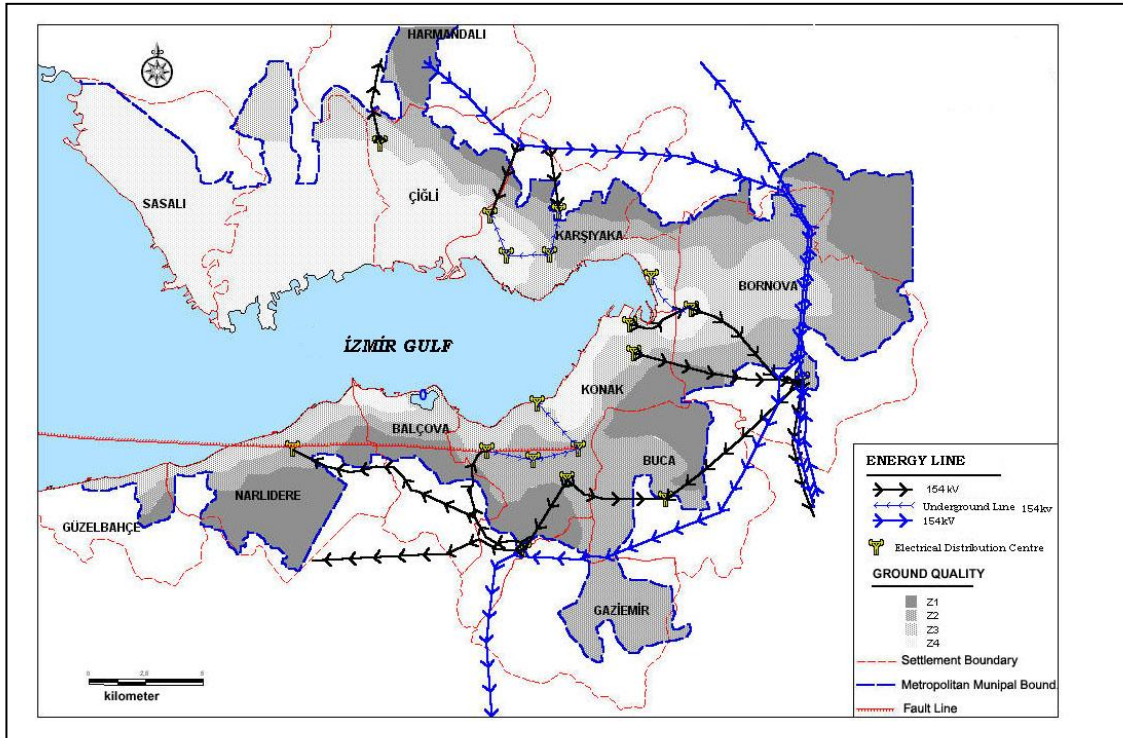 HARMANDALI
ÇİĞLİ
SASALI
KARŞIYAKA
BORNOVA
İZMİR GULF
KONAK
BALÇOVA
BUCA
NARLIDERE
GÜZELBAHÇE
GAZİEMİR
kilometer
ENERGY LINE
154 kV
Underground Line 154kv
154kV
Electrical Distribution Centre
GROUND QUALITY
Z1
Z2
Z3
Z4
Settlement Boundary
Metropolitan Munipal Bound.
Fault Line